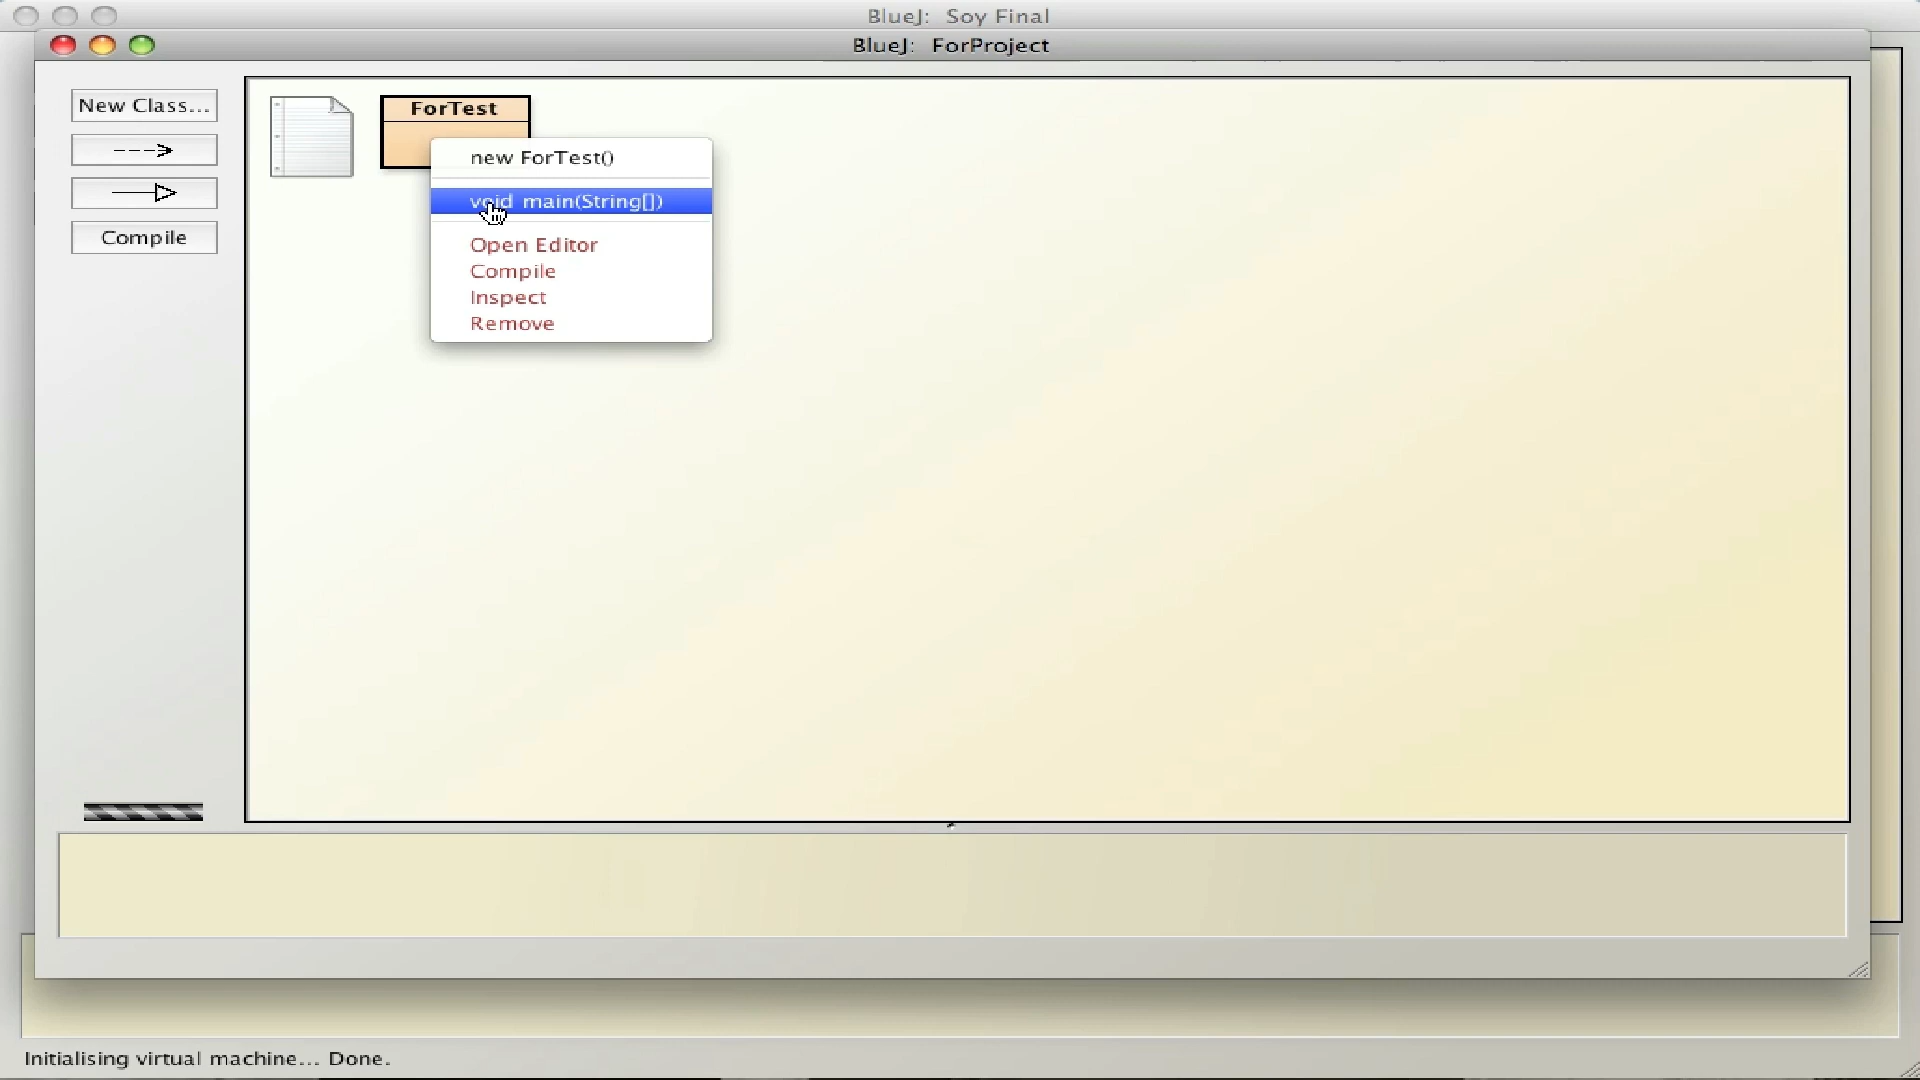 BlueJ: Soy Final
BlueJ: ForProject
New Class...
ForTest
new ForTest()
void main(String[])
Compile
Open Editor
Compile
Inspect
Remove
Initialising virtual machine... Done.